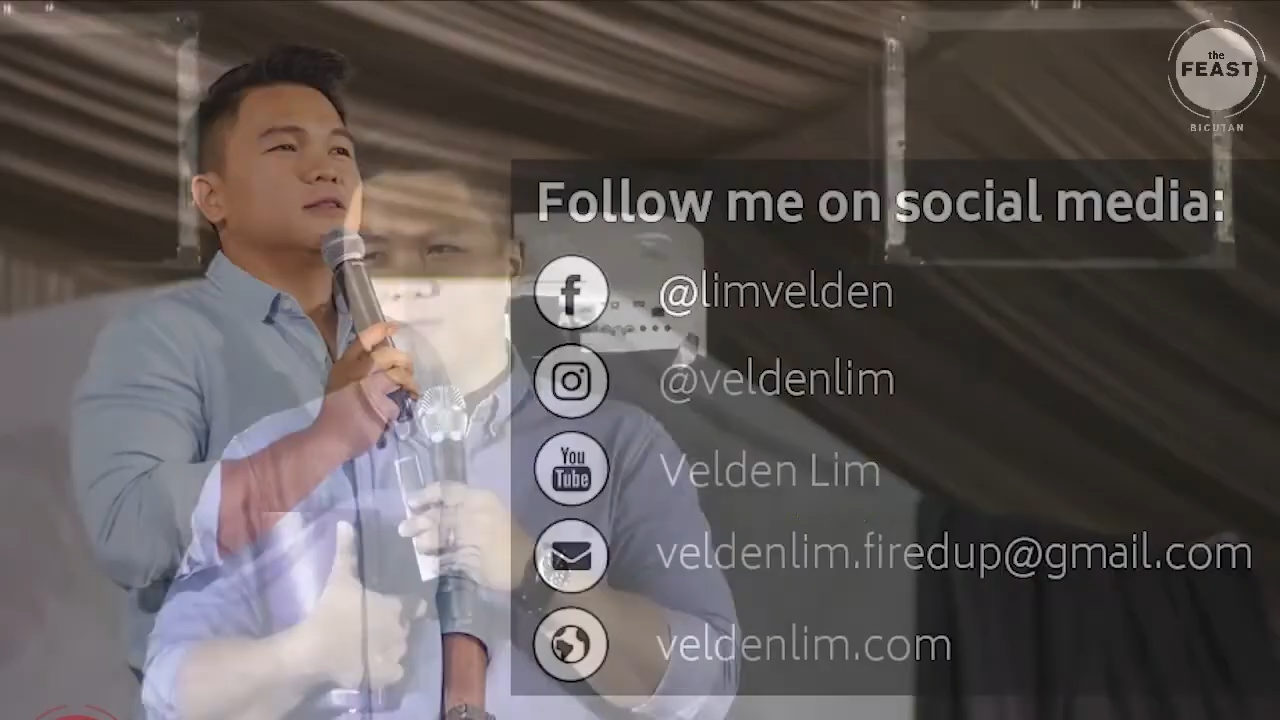 the
FEAST
BICUTAN
Follow me on social media:
f
@limvelden
@veldenlim
You
Tube
Velden Lim
veldenlim.firedup@gmail.com
veldenlim.com